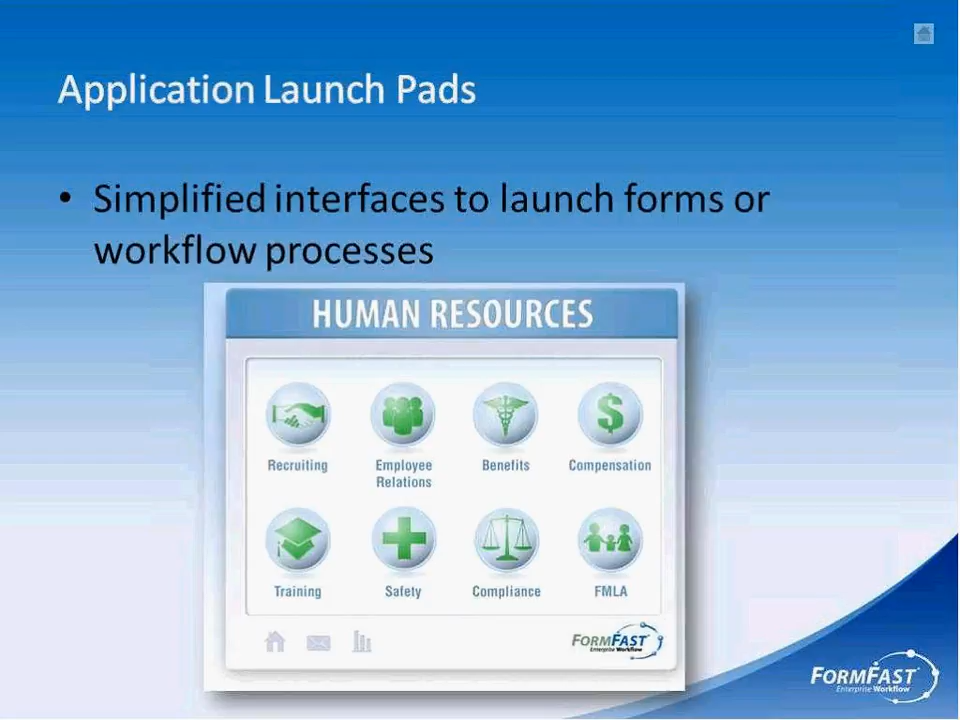 Application Launch Pads
• Simplified interfaces to launch forms or
workflow processes
HUMAN RESOURCES
Recruiting
Employee
Relations
Benefits
Compensation
Training
Safety
Compliance
FMLA
FORMFAST
Enterprise Workflow
FORMFAST
Enterprise Workflow